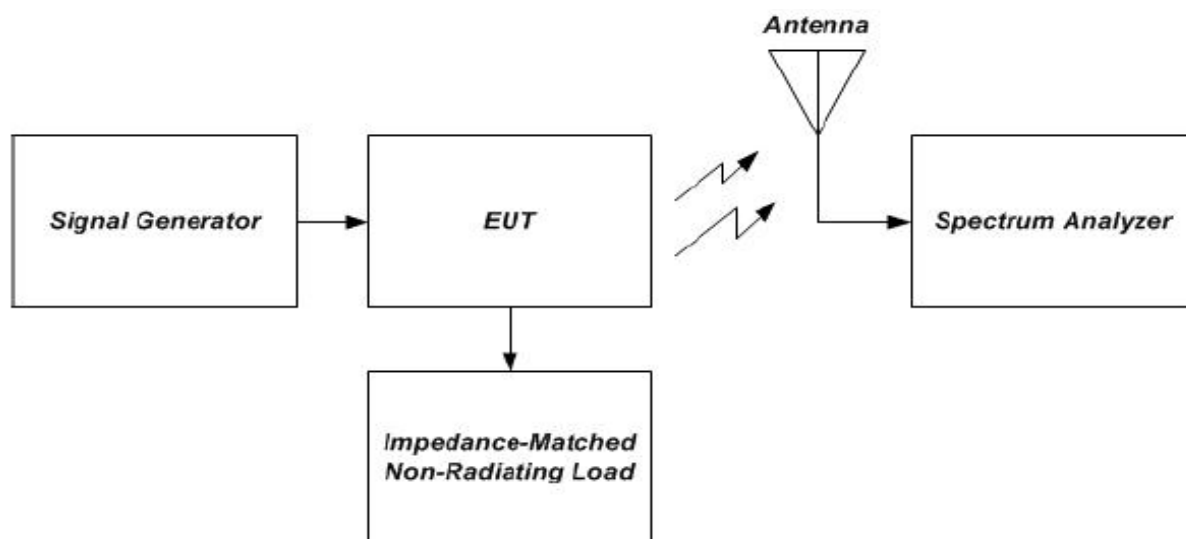 Antenna
Signal Generator
EUT
Spectrum Analyzer
Impedance-Matched
Non-Radiating Load